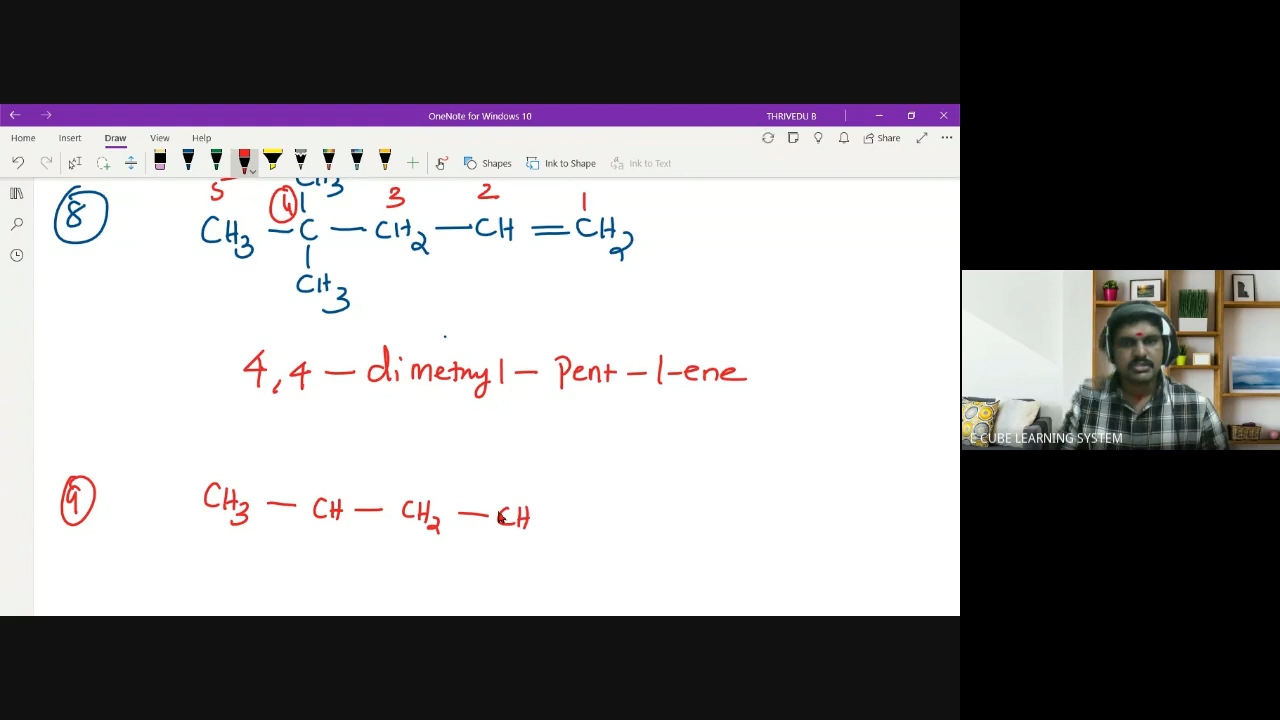 OneNote for Windows 10
THRIVEDU B
Home Insert Draw View Help
Share
Shapes Ink to Shape Ink to Text
CH3
5 4 3 2 1
8 CH3 — C — CH2 — CH = CH2
CH3
4,4 — dimethyl — Pent — 1-ene
E CUBE LEARNING SYSTEM
9 CH3 — CH — CH2 — CH